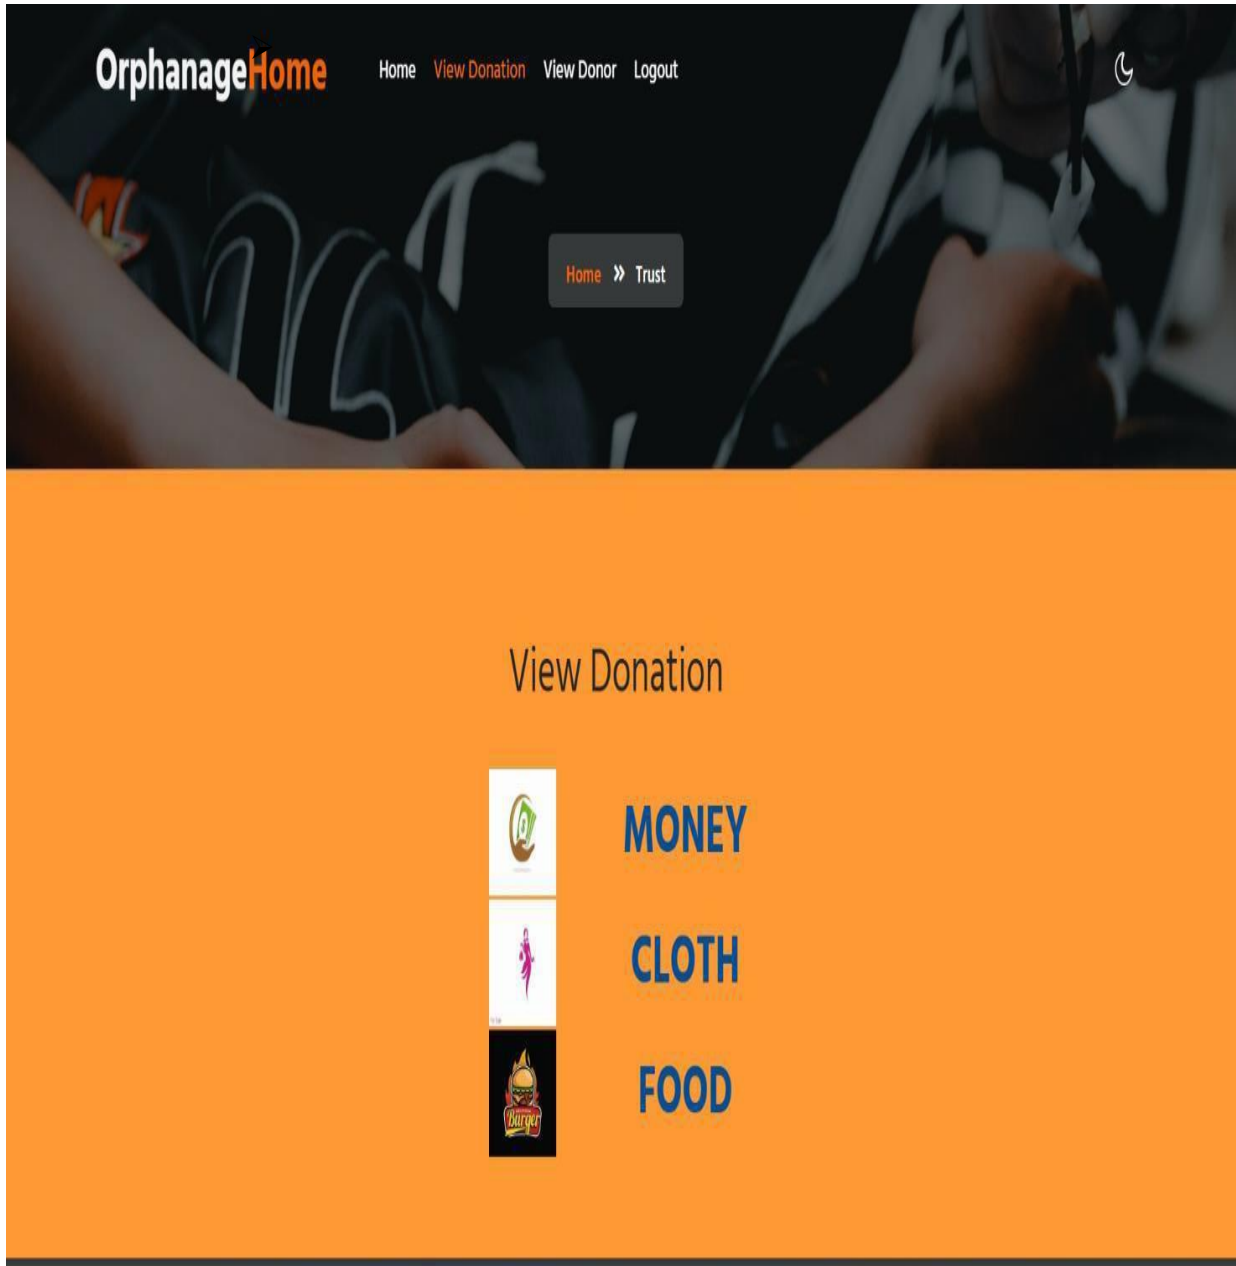 OrphanageHome Home View Donation View Donor Logout
Home » Trust
View Donation
MONEY
CLOTH
Burger
FOOD